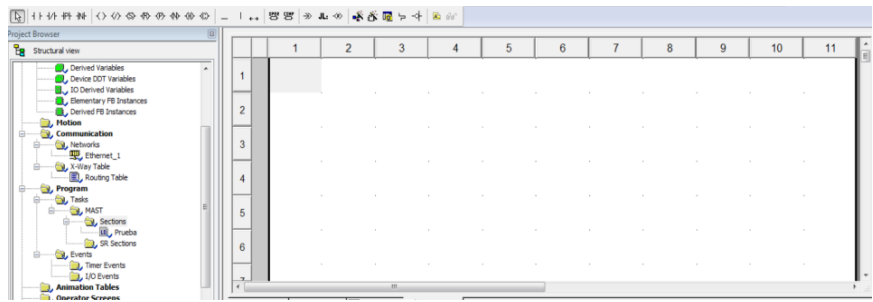 Project Browser
Structural view
Derived Variables
Device DDT Variables
IO Derived Variables
Elementary FB Instances
Derived FB Instances
Motion
Communication
Networks
Ethernet_1
X-Way Table
Routing Table
Program
Tasks
MAST
Sections
Prueba
SR Sections
Events
Timer Events
I/O Events
Animation Tables
Operator Screens
1 2 3 4 5 6 7 8 9 10 11
1
2
3
4
5
6